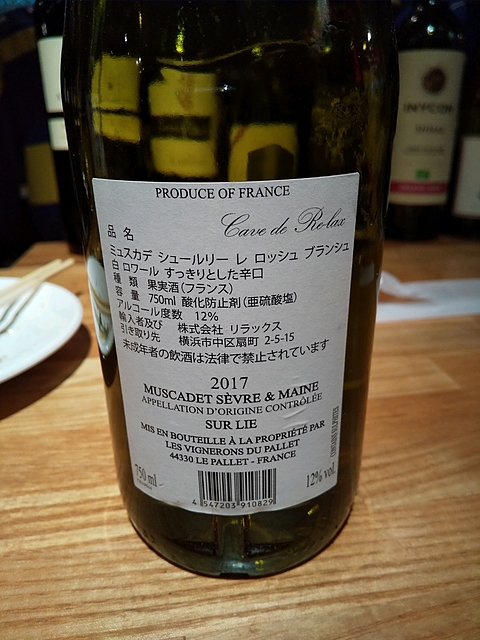 PRODUCE OF FRANCE
Cave de Re-lax
品 名
ミュスカデ シュールリー レ ロッシュ ブランシュ
白 ロワール すっきりとした辛口
種 類 果実酒(フランス)
容 量 750ml 酸化防止剤(亜硫酸塩)
アルコール度数 12%
輸入者及び 株式会社 リラックス
引き取り先 横浜市中区扇町 2-5-15
未成年者の飲酒は法律で禁止されています
2017
MUSCADET SÈVRE & MAINE
APPELLATION D'ORIGINE CONTRÔLÉE
SUR LIE
MIS EN BOUTEILLE À LA PROPRIÉTÉ PAR
LES VIGNERONS DU PALLET
44330 LE PALLET - FRANCE
750 ml
12% vol.
CONTAINS SULPHITES
4 547203 910829
INYCON